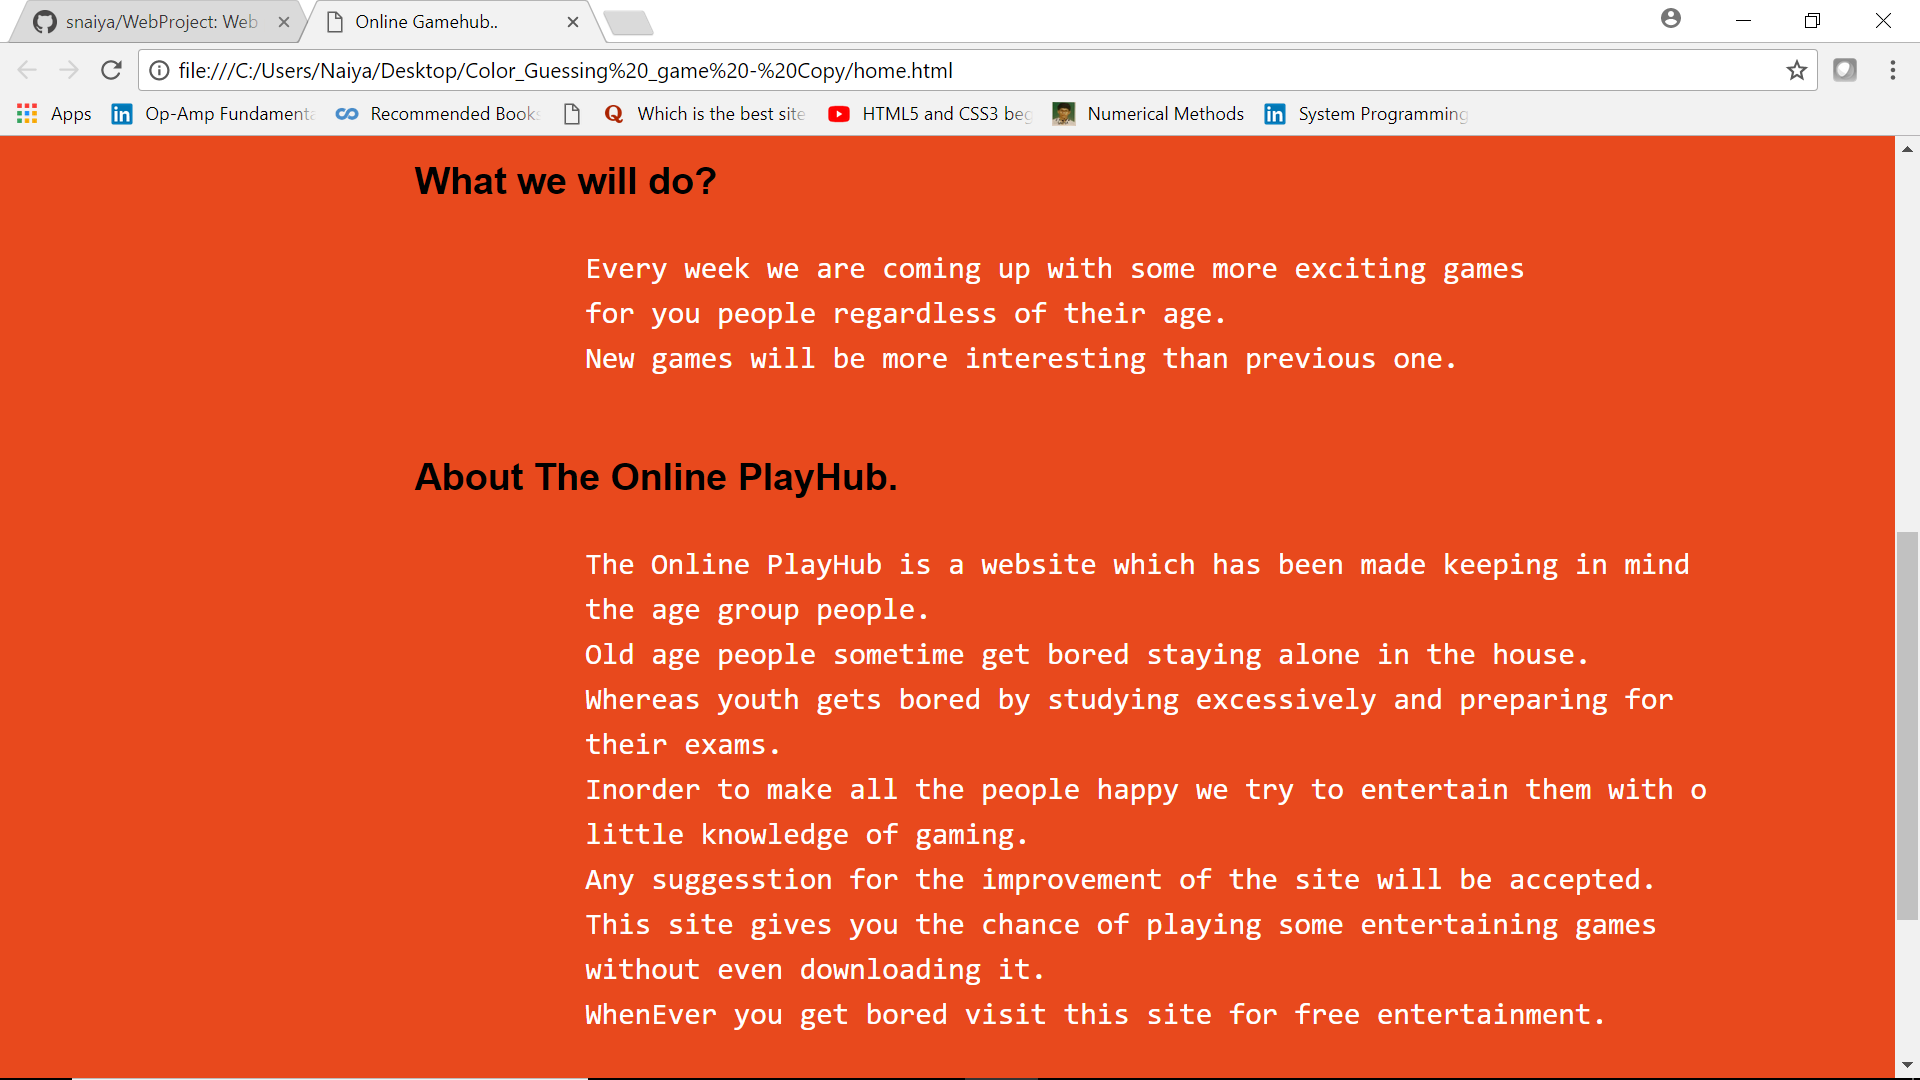 snaiya/WebProject: Web
Online Gamehub..
file:///C:/Users/Naiya/Desktop/Color_Guessing%20_game%20-%20Copy/home.html
Apps
Op-Amp Fundamenta
Recommended Books
Which is the best site
HTML5 and CSS3 beg
Numerical Methods
System Programming
What we will do?
Every week we are coming up with some more exciting games
for you people regardless of their age.
New games will be more interesting than previous one.
About The Online PlayHub.
The Online PlayHub is a website which has been made keeping in mind
the age group people.
Old age people sometime get bored staying alone in the house.
Whereas youth gets bored by studying excessively and preparing for
their exams.
Inorder to make all the people happy we try to entertain them with o
little knowledge of gaming.
Any suggesstion for the improvement of the site will be accepted.
This site gives you the chance of playing some entertaining games
without even downloading it.
WhenEver you get bored visit this site for free entertainment.